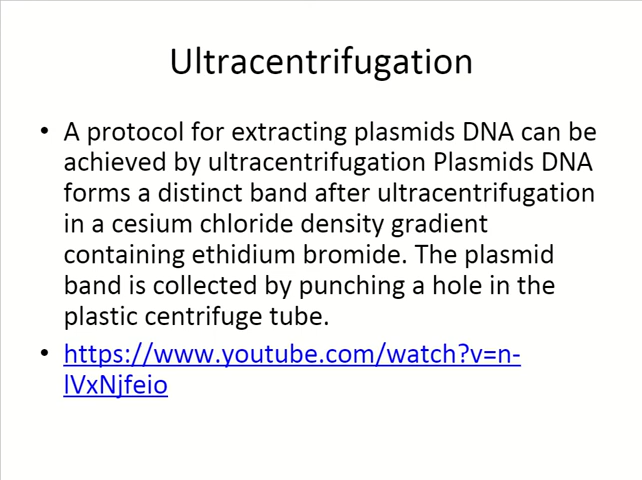 Ultracentrifugation
• A protocol for extracting plasmids DNA can be
achieved by ultracentrifugation Plasmids DNA
forms a distinct band after ultracentrifugation
in a cesium chloride density gradient
containing ethidium bromide. The plasmid
band is collected by punching a hole in the
plastic centrifuge tube.
• https://www.youtube.com/watch?v=n-
lVxNjfeio